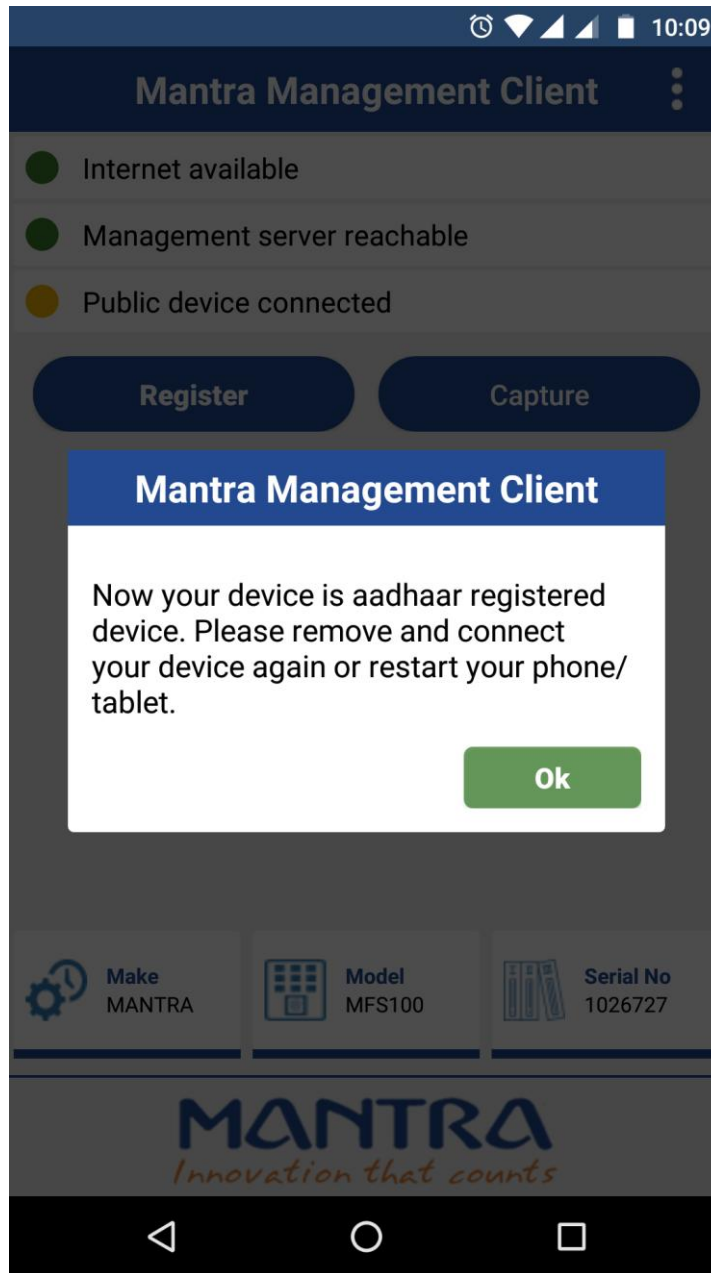 10:09
Mantra Management Client
Internet available
Management server reachable
Public device connected
Register
Capture
Mantra Management Client
Now your device is aadhaar registered
device. Please remove and connect
your device again or restart your phone/
tablet.
Ok
Make
MANTRA
Model
MFS100
Serial No
1026727
MANTRA
Innovation that counts